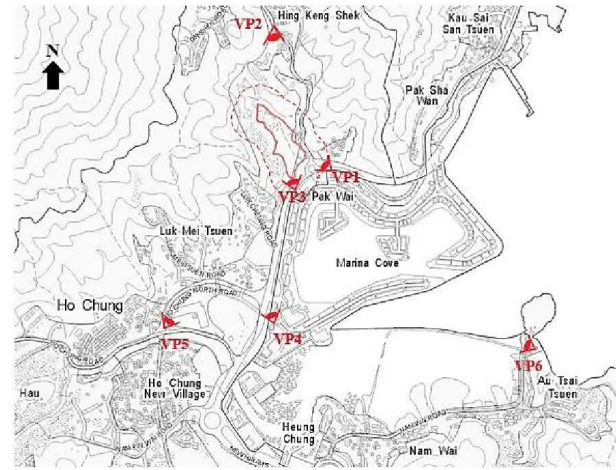 VP2
Hing Keng Shek
Kau Sai
San Tsuen
N
Pak Sha
Wan
VP1
VP3
Pak Wai
Luk Mei Tsuen
Marina Cove
Ho Chung
VP4
VP5
VP6
Ho Chung
New Village
Au Tsai
Tsuen
Hau
Heung
Chung
Nam Wai